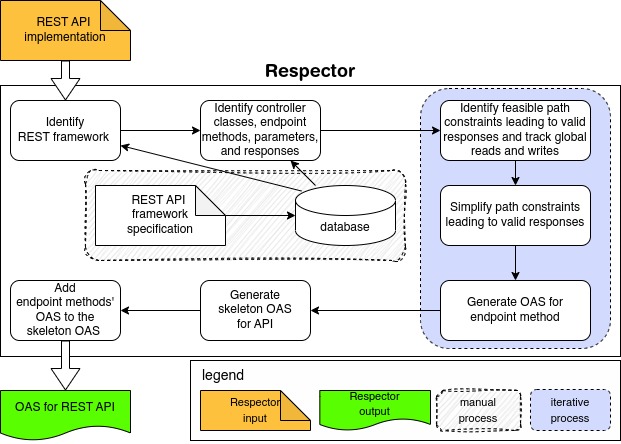 REST API
implementation
Respector
Identify
REST framework
Identify controller
classes, endpoint
methods, parameters,
and responses
Identify feasible path
constraints leading to valid
responses and track global
reads and writes
REST API
framework
specification
database
Simplify path constraints
leading to valid responses
Add
endpoint methods'
OAS to the
skeleton OAS
Generate
skeleton OAS
for API
Generate OAS for
endpoint method
OAS for REST API
legend
Respector
input
Respector
output
manual
process
iterative
process